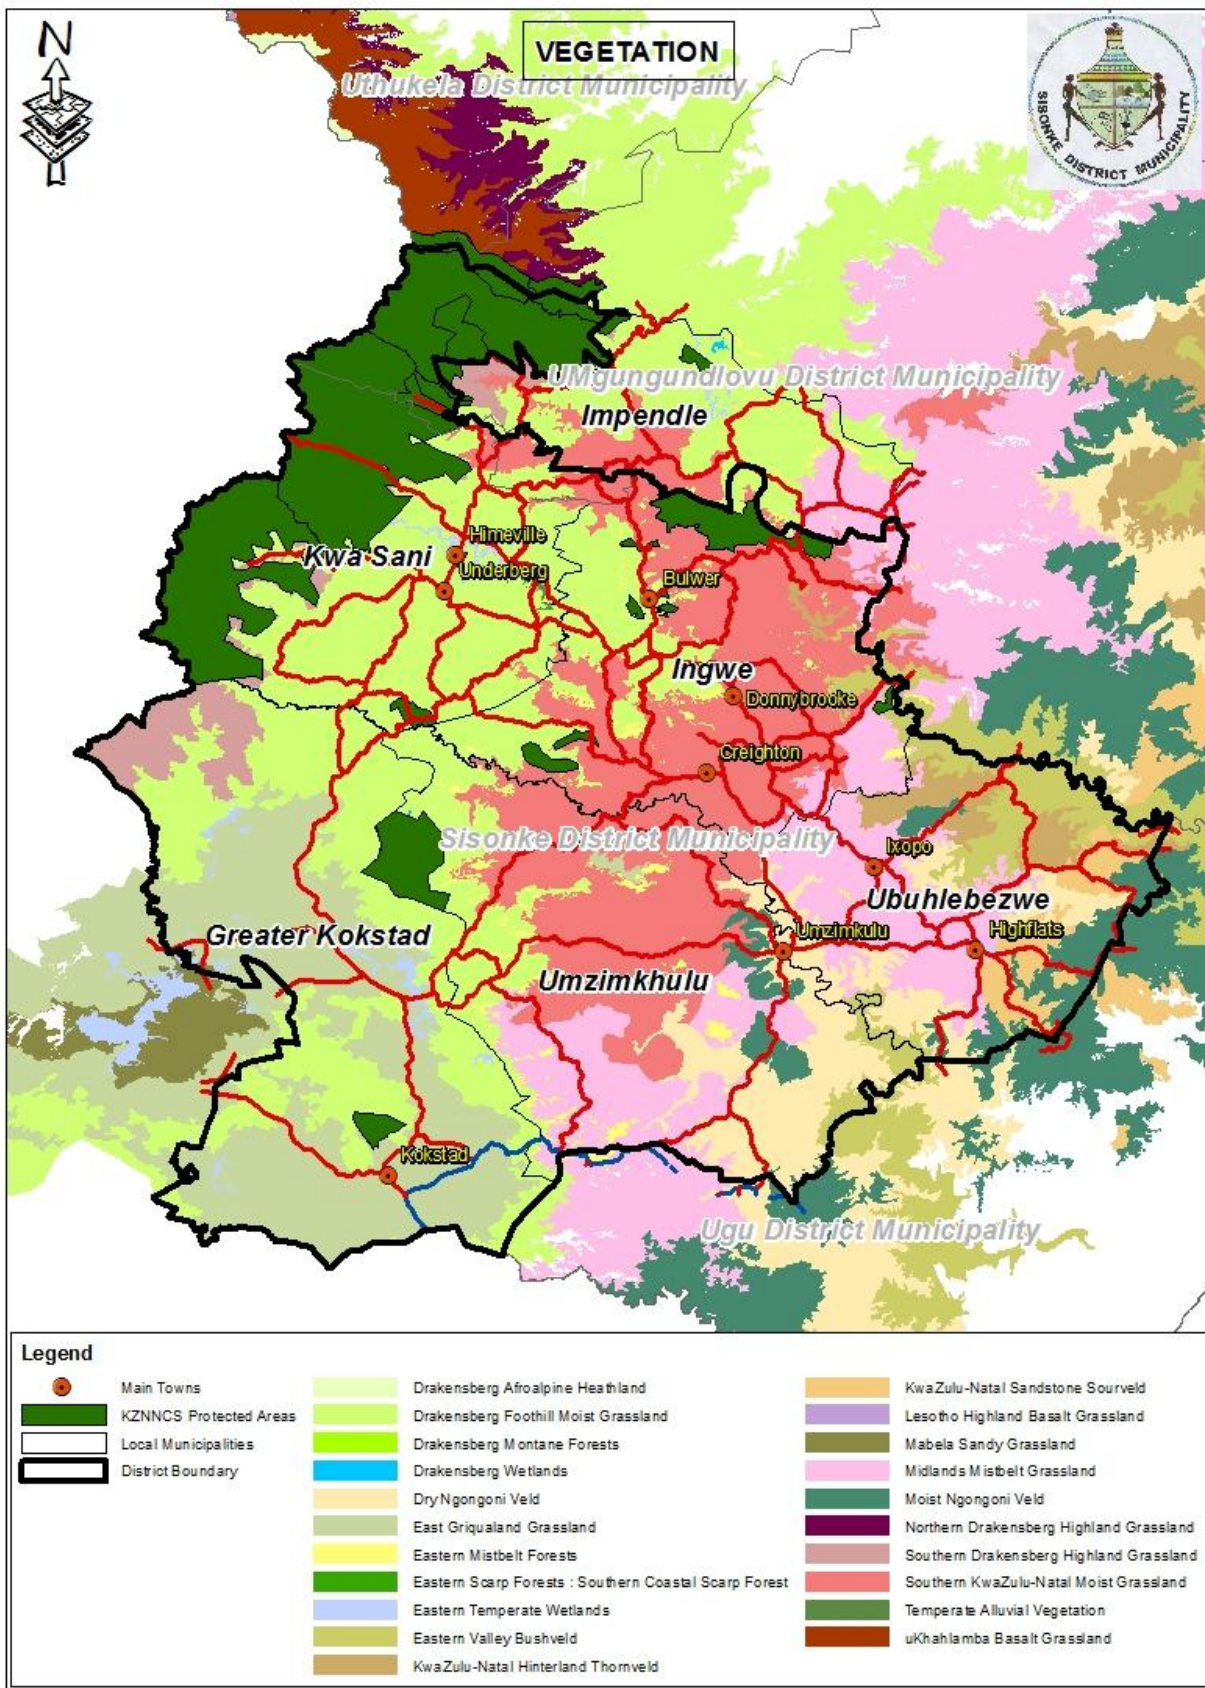 N
VEGETATION
SISONKE DISTRICT MUNICIPALITY
Uthukela District Municipality
UMgungundlovu District Municipality
Impendle
Himeville
Kwa Sani
Underberg
Bulwer
Ingwe
Donnybrooke
Creighton
Sisonke District Municipality
Ixopo
Ubuhlebezwe
Greater Kokstad
Umzimkulu
Highflats
Umzimkhulu
Kokstad
Ugu District Municipality
Legend
Main Towns
KZNNCS Protected Areas
Local Municipalities
District Boundary
Drakensberg Afroalpine Heathland
Drakensberg Foothill Moist Grassland
Drakensberg Montane Forests
Drakensberg Wetlands
Dry Ngongoni Veld
East Griqualand Grassland
Eastern Mistbelt Forests
Eastern Scarp Forests : Southern Coastal Scarp Forest
Eastern Temperate Wetlands
Eastern Valley Bushveld
KwaZulu-Natal Hinterland Thornveld
KwaZulu-Natal Sandstone Sourveld
Lesotho Highland Basalt Grassland
Mabela Sandy Grassland
Midlands Mistbelt Grassland
Moist Ngongoni Veld
Northern Drakensberg Highland Grassland
Southern Drakensberg Highland Grassland
Southern KwaZulu-Natal Moist Grassland
Temperate Alluvial Vegetation
uKhahlamba Basalt Grassland